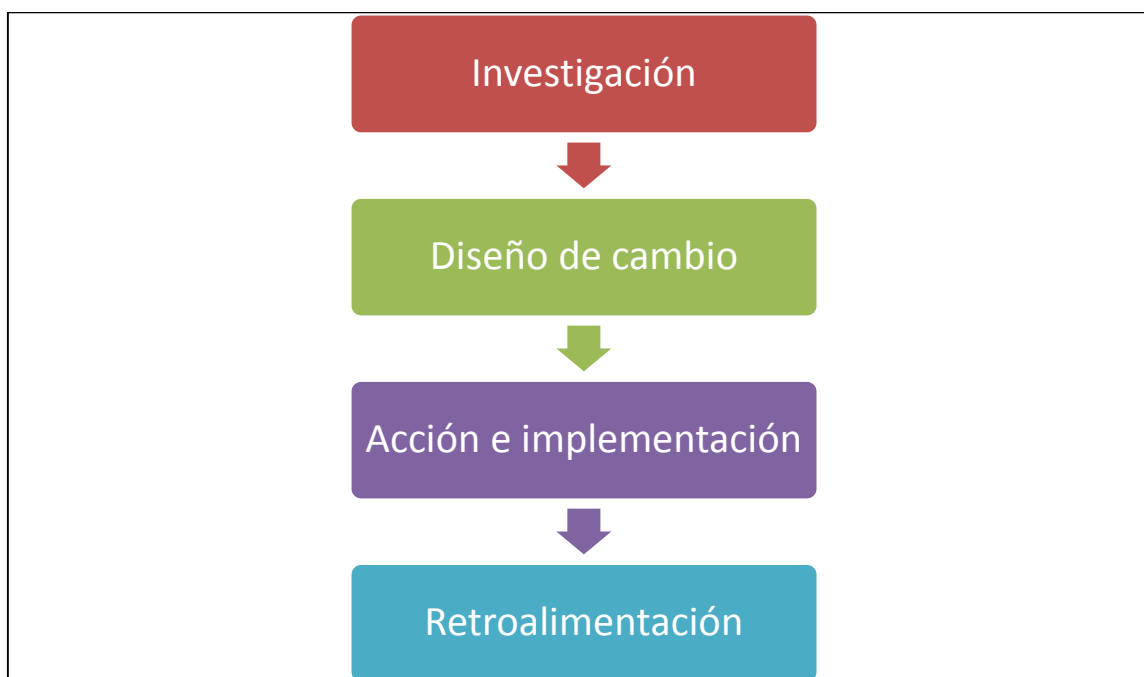 Investigación
Diseño de cambio
Acción e implementación
Retroalimentación